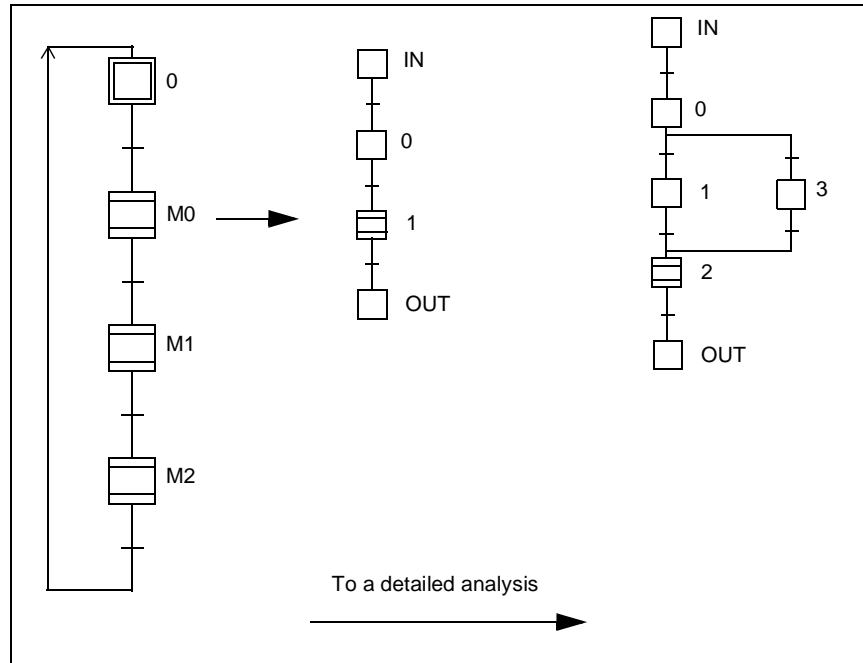 0
M0
M1
M2
IN
0
1
OUT
IN
0
1
3
2
OUT
To a detailed analysis